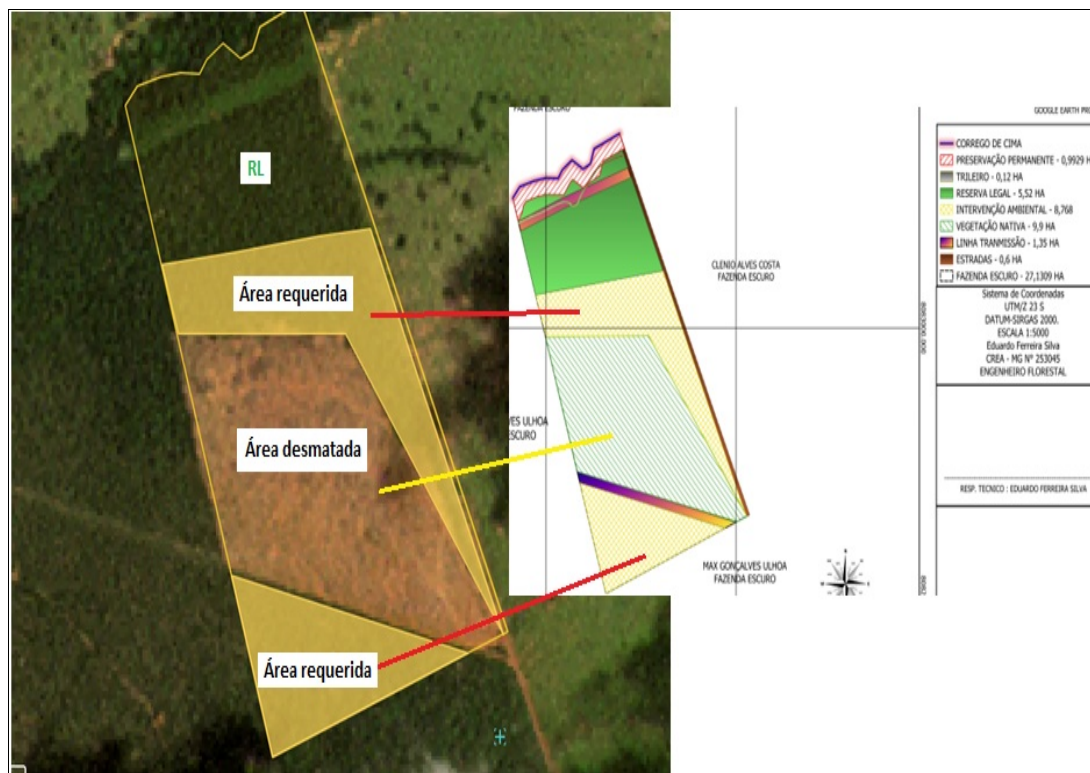 RL
Área requerida
Área desmatada
Área requerida
FAZENDA ESCURO
GOOGLE EARTH PR
CORREGO DE CIMA
PRESERVAÇÃO PERMANENTE - 0,9929 H
TRILEIRO - 0,12 HA
RESERVA LEGAL - 5,52 HA
INTERVENÇÃO AMBIENTAL - 8,768
VEGETAÇÃO NATIVA - 9,9 HA
LINHA TRANMISSÃO - 1,35 HA
ESTRADAS - 0,6 HA
FAZENDA ESCURO - 27,1309 HA
CLENIO ALVES COSTA
FAZENDA ESCURO
Sistema de Coordenadas
UTM/Z 23 S
DATUM-SIRGAS 2000.
ESCALA 1:5000
Eduardo Ferreira Silva
CREA - MG N° 253045
ENGENHEIRO FLORESTAL
VES ULHOA
ESCURO
RESP. TECNICO : EDUARDO FERREIRA SILVA
MAX GONÇALVES ULHOA
FAZENDA ESCURO